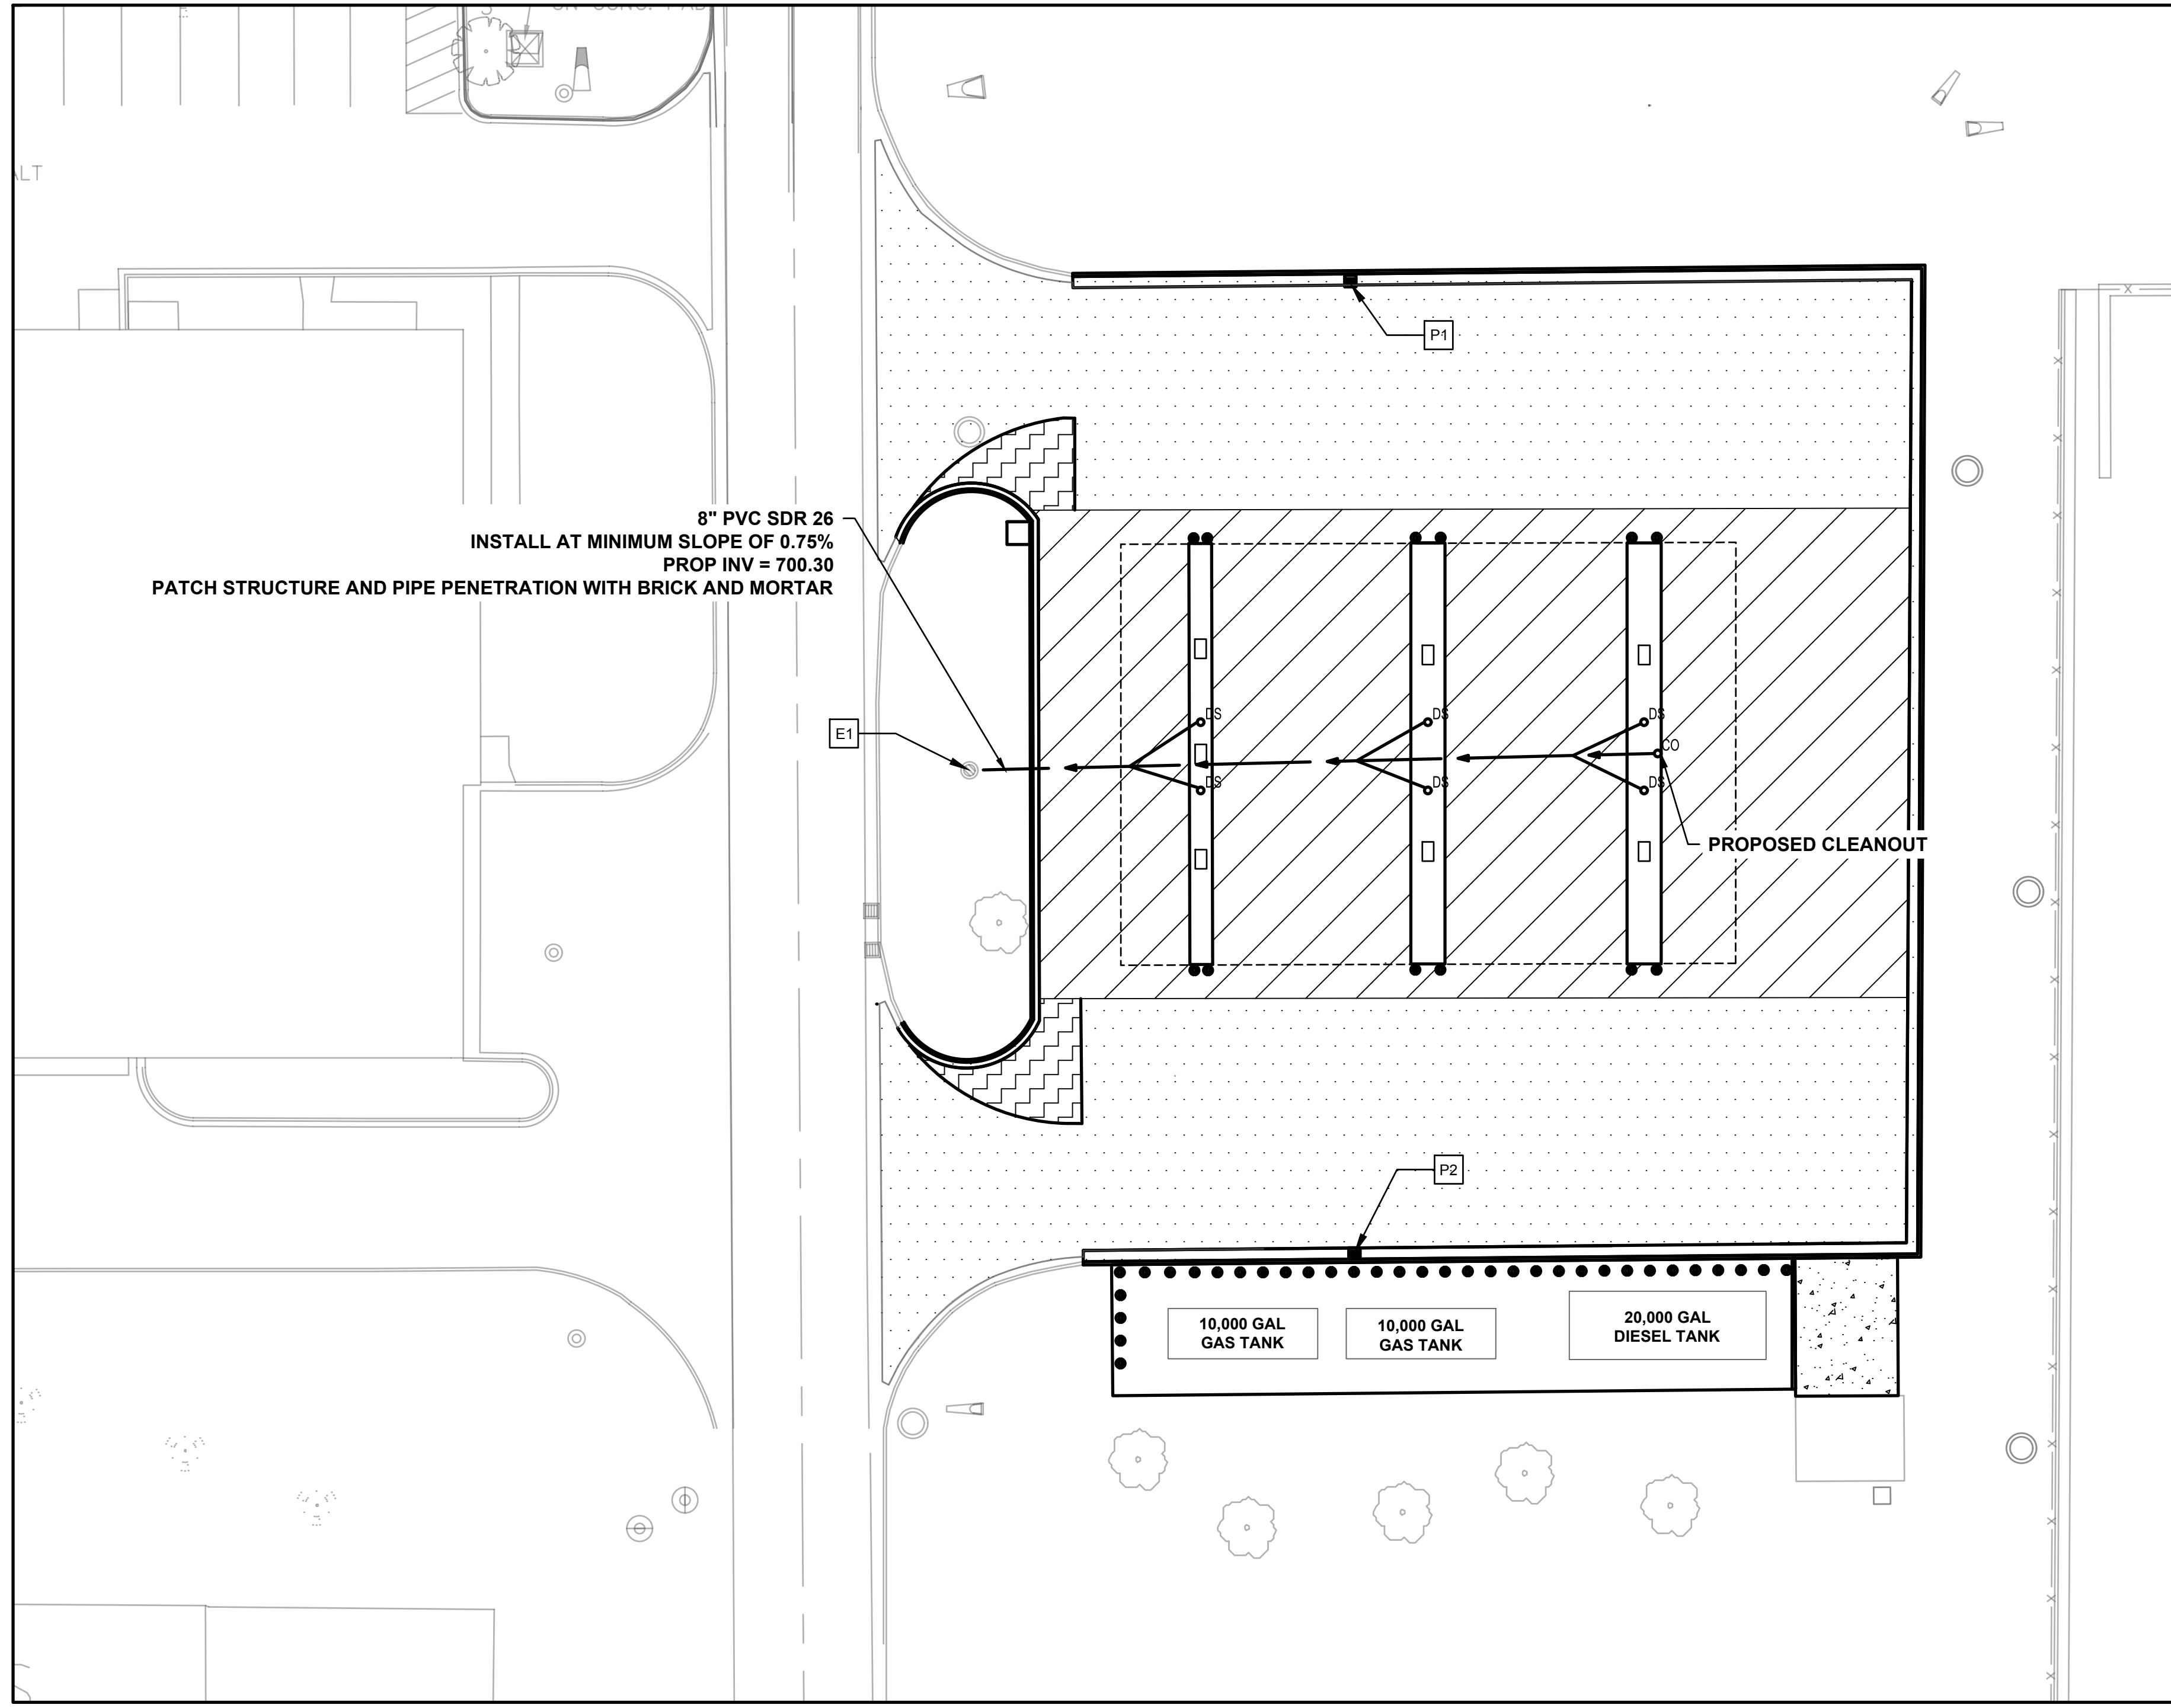 ALT
P1
8" PVC SDR 26
INSTALL AT MINIMUM SLOPE OF 0.75%
PROP INV = 700.30
PATCH STRUCTURE AND PIPE PENETRATION WITH BRICK AND MORTAR
E1
DS
DS
DS
CO
DS
DS
DS
PROPOSED CLEANOUT
P2
10,000 GAL
GAS TANK
10,000 GAL
GAS TANK
20,000 GAL
DIESEL TANK